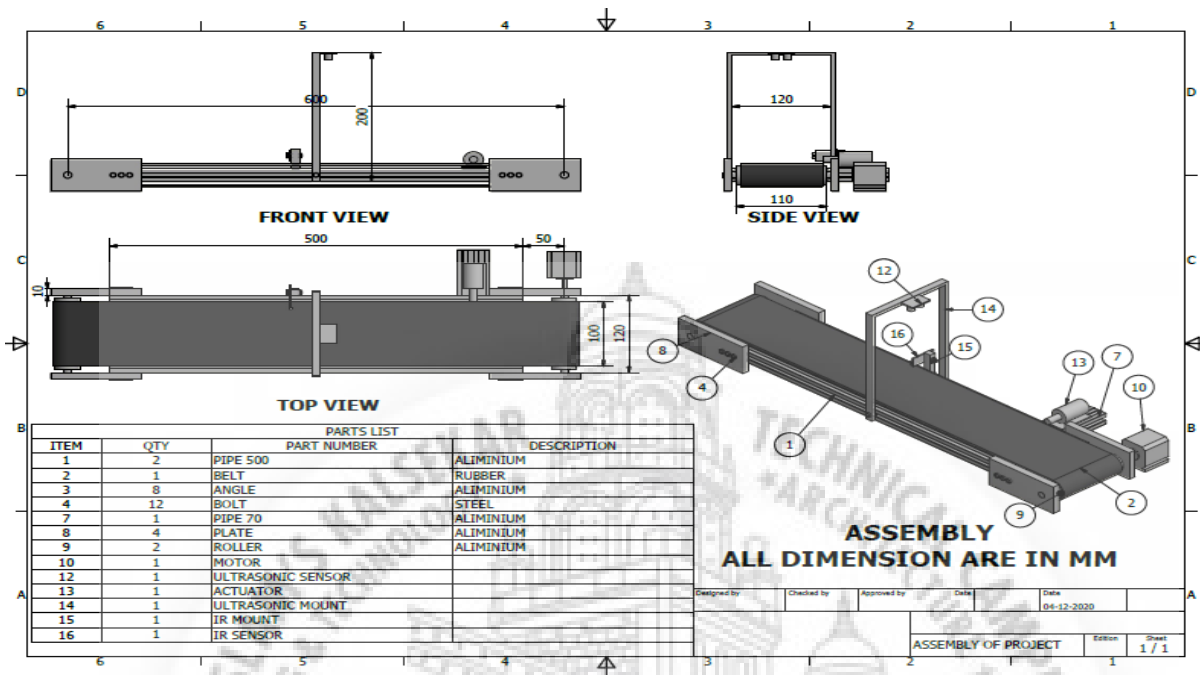 6 5 4 3 2 1
D D
600
200
120
110
FRONT VIEW
SIDE VIEW
500 50
C C
10
100
120
TOP VIEW
12
14
16
15
8
4
13
7
10
1
9
2
B B
PARTS LIST
ITEM QTY PART NUMBER DESCRIPTION
1 2 PIPE 500 ALIMINIUM
2 1 BELT RUBBER
3 8 ANGLE ALIMINIUM
4 12 BOLT STEEL
7 1 PIPE 70 ALIMINIUM
8 4 PLATE ALIMINIUM
9 2 ROLLER ALIMINIUM
10 1 MOTOR
12 1 ULTRASONIC SENSOR
13 1 ACTUATOR
14 1 ULTRASONIC MOUNT
15 1 IR MOUNT
16 1 IR SENSOR
ASSEMBLY
ALL DIMENSION ARE IN MM
A A
Designed by Checked by Approved by Date Date
04-12-2020
ASSEMBLY OF PROJECT Edition Sheet
1 / 1
6 5 4 3 2 1
KALSEKAR
TECHNICAL